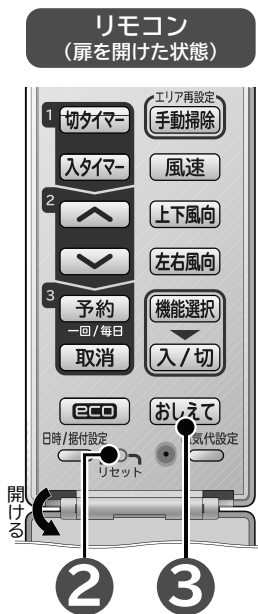 リモコン
(扉を開けた状態)
エリア再設定
1 切タイマー 手動掃除
入タイマー 風速
2 上下風向
左右風向
3 予約 機能選択
一回/毎日
取消 入/切
eco おしえて
日時/据付設定 気代設定
リセット
開ける
2 3